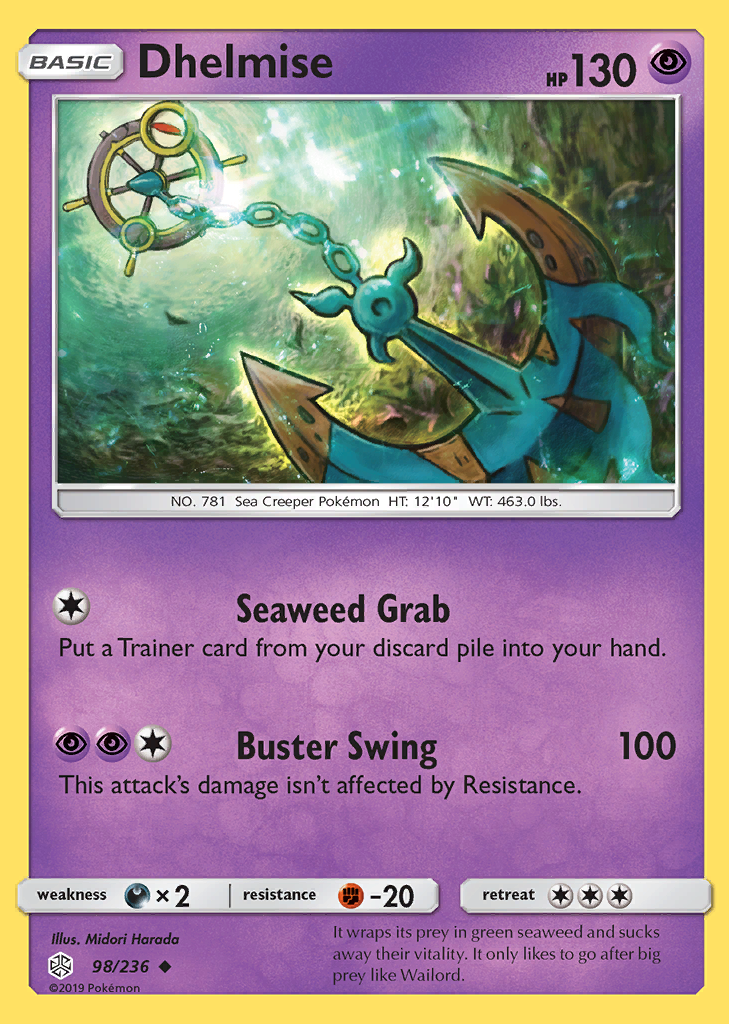 BASIC Dhelmise HP 130
NO. 781 Sea Creeper Pokémon HT: 12'10" WT: 463.0 lbs.
Seaweed Grab
Put a Trainer card from your discard pile into your hand.
Buster Swing 100
This attack's damage isn't affected by Resistance.
weakness ×2 resistance -20 retreat
Illus. Midori Harada
98/236
©2019 Pokémon
It wraps its prey in green seaweed and sucks
away their vitality. It only likes to go after big
prey like Wailord.